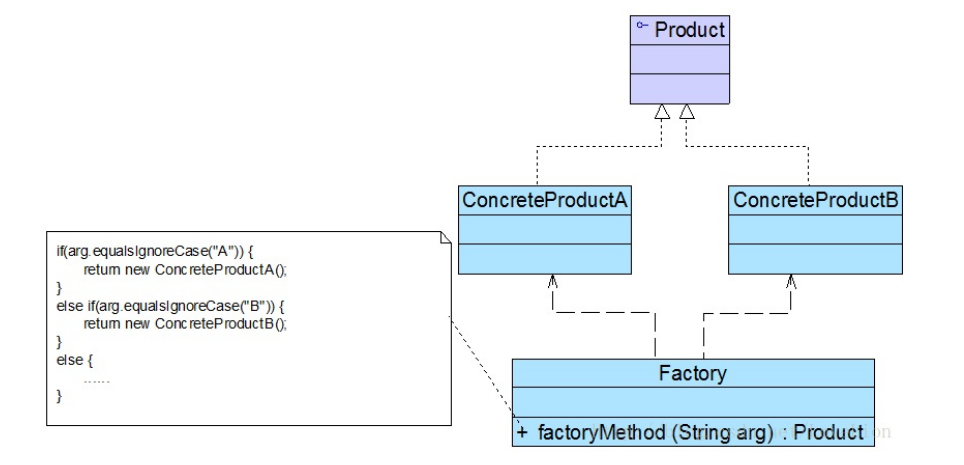 Product
ConcreteProductA
ConcreteProductB
if(arg.equalsIgnoreCase("A")) {
return new ConcreteProductA();
}
else if(arg.equalsIgnoreCase("B")) {
return new ConcreteProductB();
}
else {
......
}
Factory
+ factoryMethod (String arg) : Product